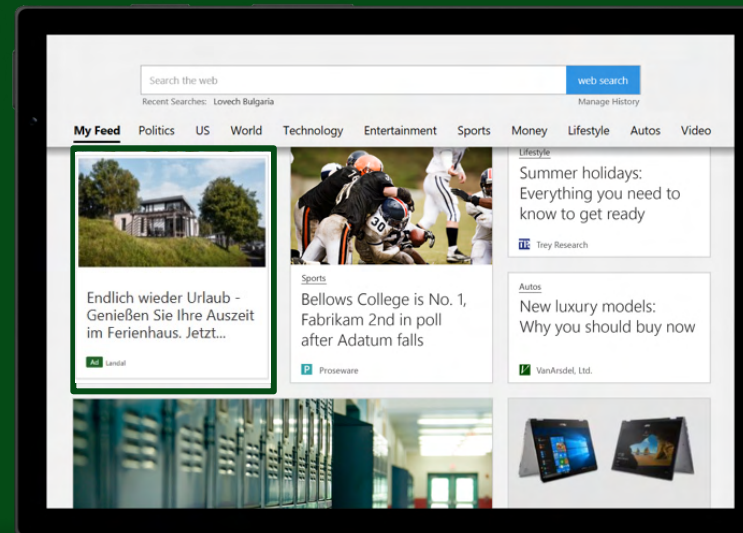 Search the web
web search
Recent Searches: Lovech Bulgaria
Manage History
My Feed Politics US World Technology Entertainment Sports Money Lifestyle Autos Video
Endlich wieder Urlaub -
Genießen Sie Ihre Auszeit
im Ferienhaus. Jetzt...
Ad Landal
30
Sports
Bellows College is No. 1,
Fabrikam 2nd in poll
after Adatum falls
P Proseware
Lifestyle
Summer holidays:
Everything you need to
know to get ready
TR Trey Research
Autos
New luxury models:
Why you should buy now
V VanArsdel, Ltd.